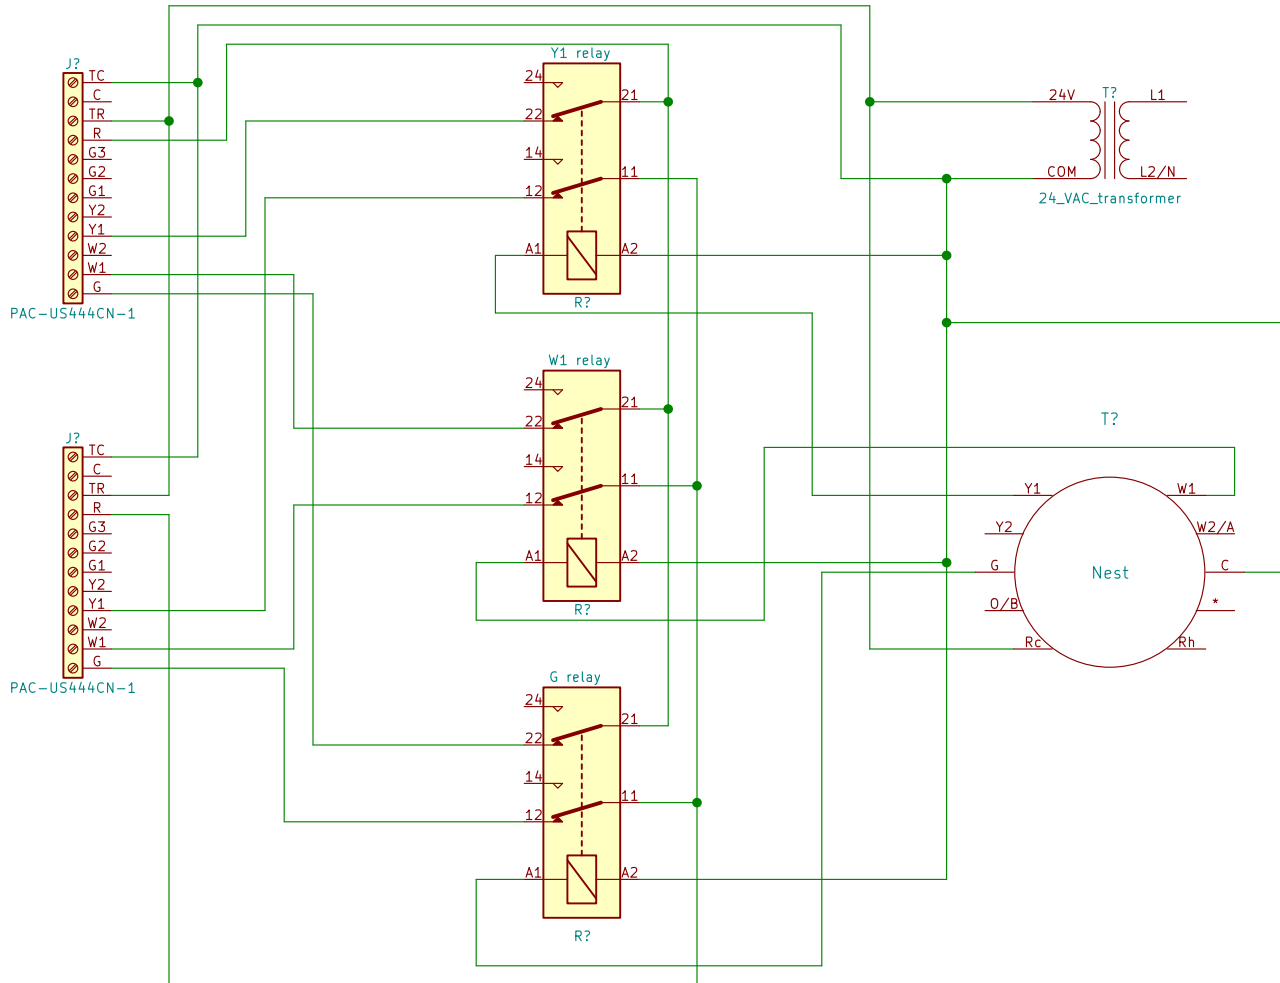 J?
TC
C
TR
R
G3
G2
G1
Y2
Y1
W2
W1
G
PAC-US444CN-1
J?
TC
C
TR
R
G3
G2
G1
Y2
Y1
W2
W1
G
PAC-US444CN-1
Y1 relay
24
21
22
14
11
12
A1 A2
R?
W1 relay
24
21
22
14
11
12
A1 A2
R?
G relay
24
21
22
14
11
12
A1 A2
R?
T?
24V L1
COM L2/N
24_VAC_transformer
T?
Y1 W1
Y2 W2/A
G C
Nest
O/B *
Rc Rh